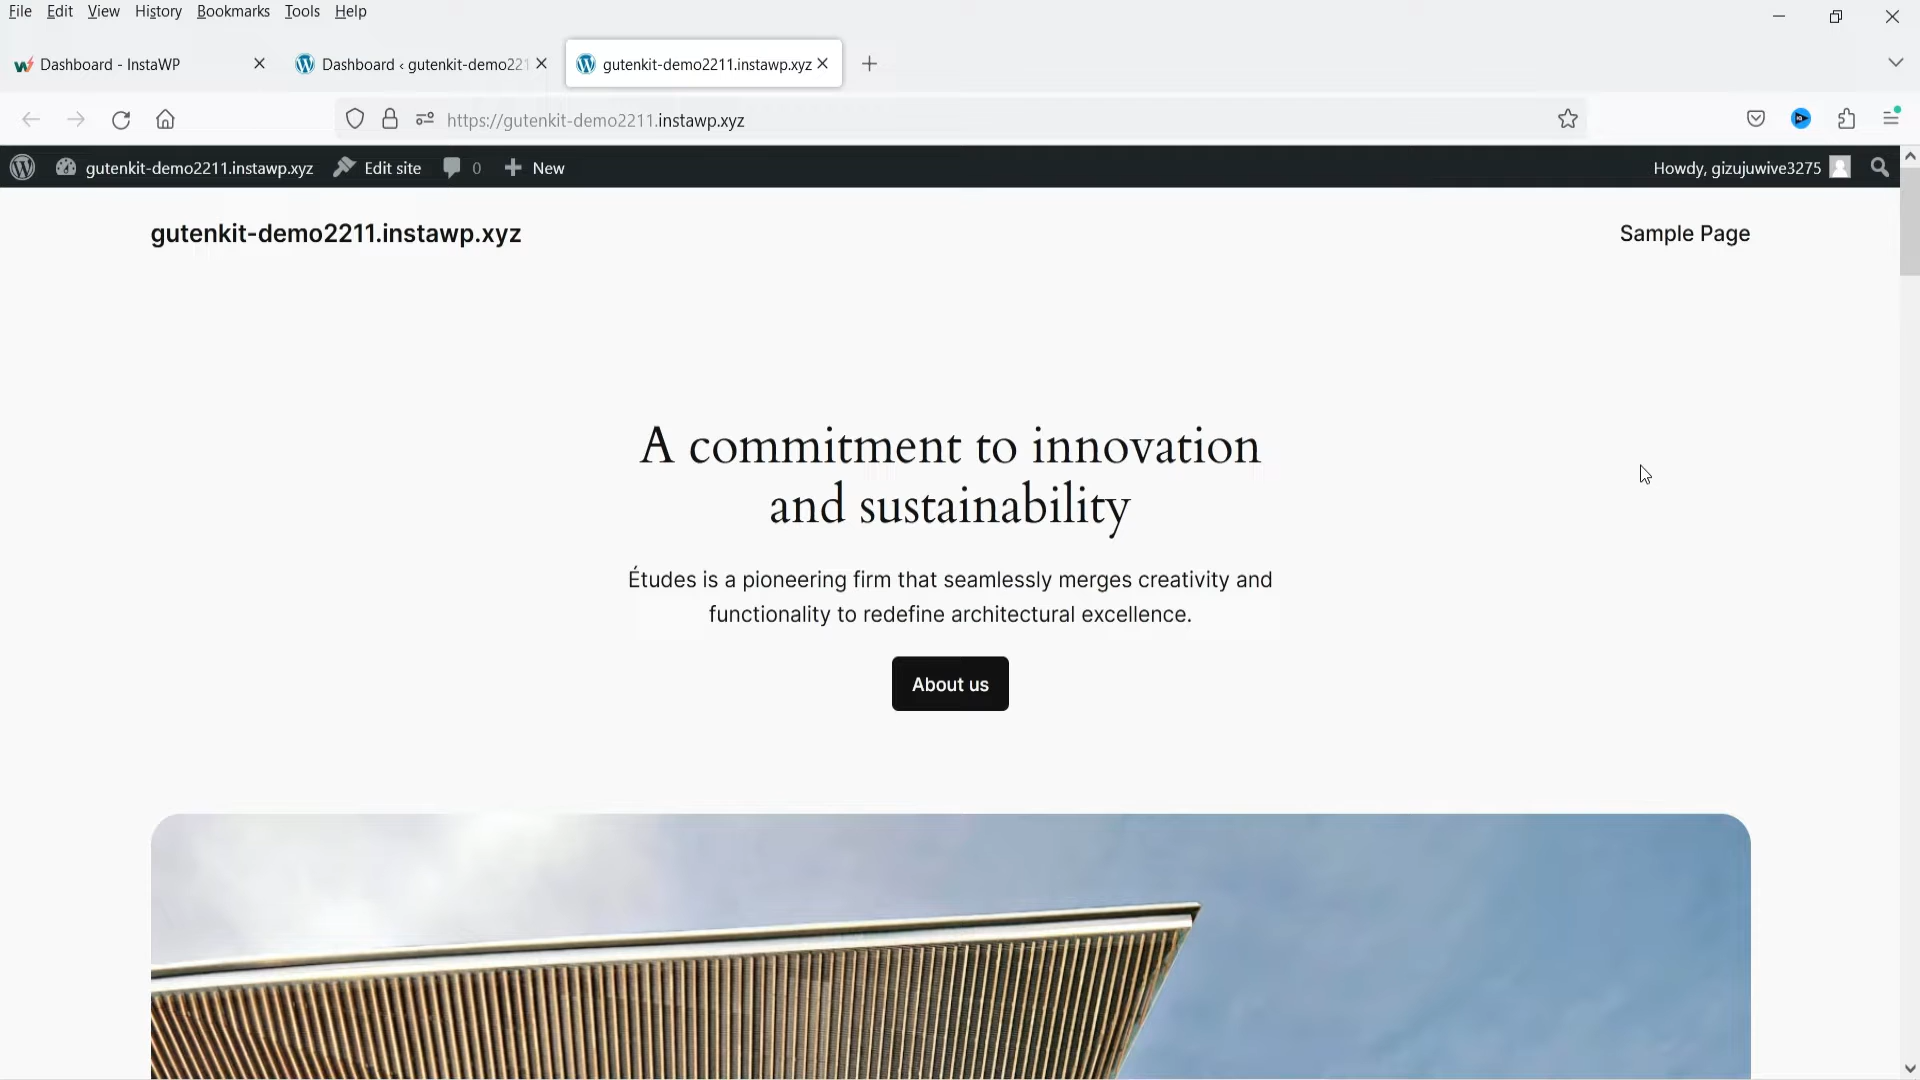 File Edit View History Bookmarks Tools Help
Dashboard - InstaWP
Dashboard ‹ gutenkit-demo221
gutenkit-demo2211.instawp.xyz
https://gutenkit-demo2211.instawp.xyz
gutenkit-demo2211.instawp.xyz Edit site 0 New Howdy, gizujuwive3275
gutenkit-demo2211.instawp.xyz Sample Page
A commitment to innovation
and sustainability
Études is a pioneering firm that seamlessly merges creativity and
functionality to redefine architectural excellence.
About us